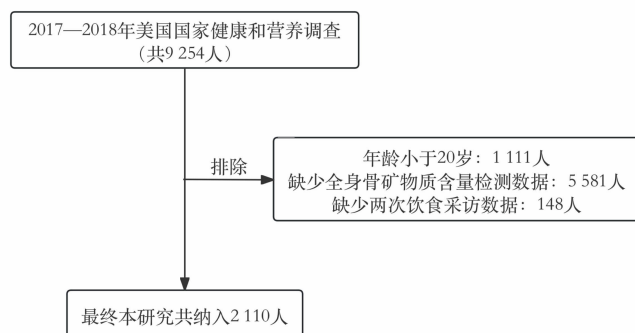 2017—2018年美国国家健康和营养调查
（共9 254人）
排除
年龄小于20岁：1 111人
缺少全身骨矿物质含量检测数据：5 581人
缺少两次饮食采访数据：148人
最终本研究共纳入2 110人